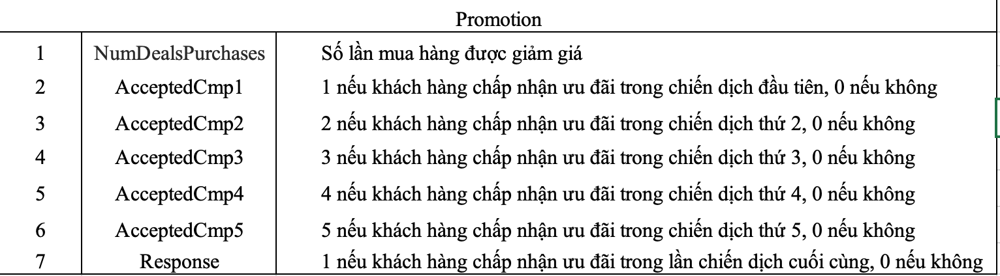 Promotion
1 NumDealsPurchases Số lần mua hàng được giảm giá
2 AcceptedCmp1 1 nếu khách hàng chấp nhận ưu đãi trong chiến dịch đầu tiên, 0 nếu không
3 AcceptedCmp2 2 nếu khách hàng chấp nhận ưu đãi trong chiến dịch thứ 2, 0 nếu không
4 AcceptedCmp3 3 nếu khách hàng chấp nhận ưu đãi trong chiến dịch thứ 3, 0 nếu không
5 AcceptedCmp4 4 nếu khách hàng chấp nhận ưu đãi trong chiến dịch thứ 4, 0 nếu không
6 AcceptedCmp5 5 nếu khách hàng chấp nhận ưu đãi trong chiến dịch thứ 5, 0 nếu không
7 Response 1 nếu khách hàng chấp nhận ưu đãi trong lần chiến dịch cuối cùng, 0 nếu không